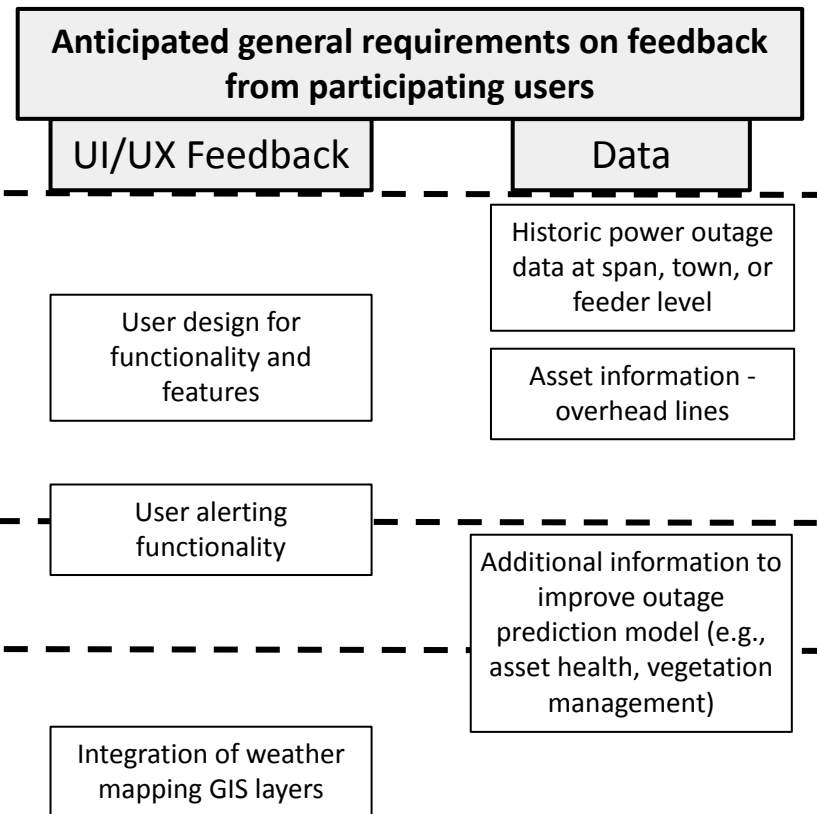 Anticipated general requirements on feedback
from participating users
UI/UX Feedback
Data
Historic power outage
data at span, town, or
feeder level
User design for
functionality and
features
Asset information -
overhead lines
User alerting
functionality
Additional information to
improve outage
prediction model (e.g.,
asset health, vegetation
management)
Integration of weather
mapping GIS layers